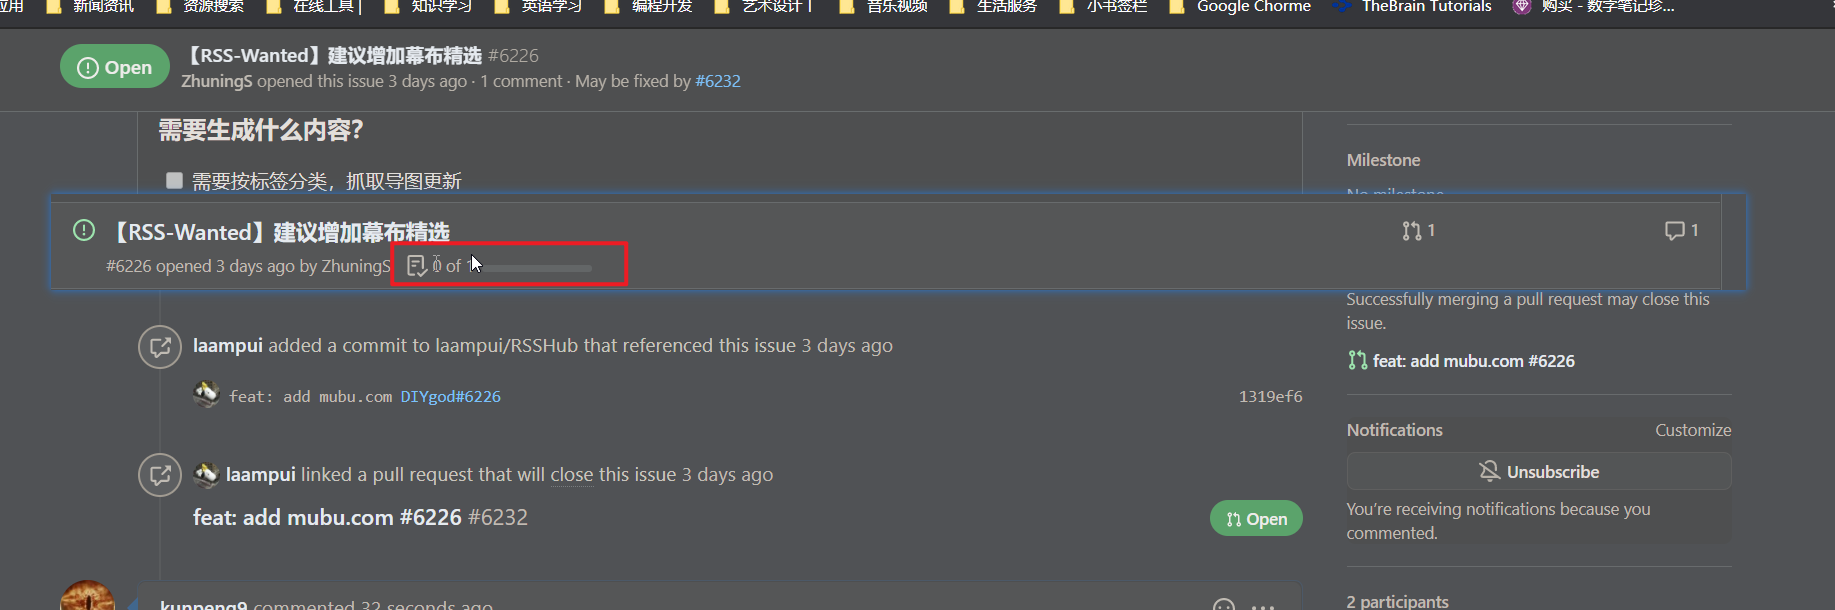 应用 新闻资讯 资源搜索 在线工具 | 知识学习 英语学习 编程开发 艺术设计丨 音乐视频 生活服务 小书签栏 Google Chorme TheBrain Tutorials 购买 - 数字笔记珍...
Open
【RSS-Wanted】建议增加幕布精选 #6226
ZhuningS opened this issue 3 days ago · 1 comment · May be fixed by #6232
需要生成什么内容?
需要按标签分类，抓取导图更新
Milestone
No milestone
【RSS-Wanted】建议增加幕布精选 1 1
#6226 opened 3 days ago by ZhuningS 0 of 1
Successfully merging a pull request may close this
issue.
feat: add mubu.com #6226
laampui added a commit to laampui/RSSHub that referenced this issue 3 days ago
feat: add mubu.com DIYgod#6226 1319ef6
Notifications Customize
Unsubscribe
You’re receiving notifications because you
commented.
laampui linked a pull request that will close this issue 3 days ago
feat: add mubu.com #6226 #6232
Open
kunpeng9 commented 32 seconds ago
2 participants